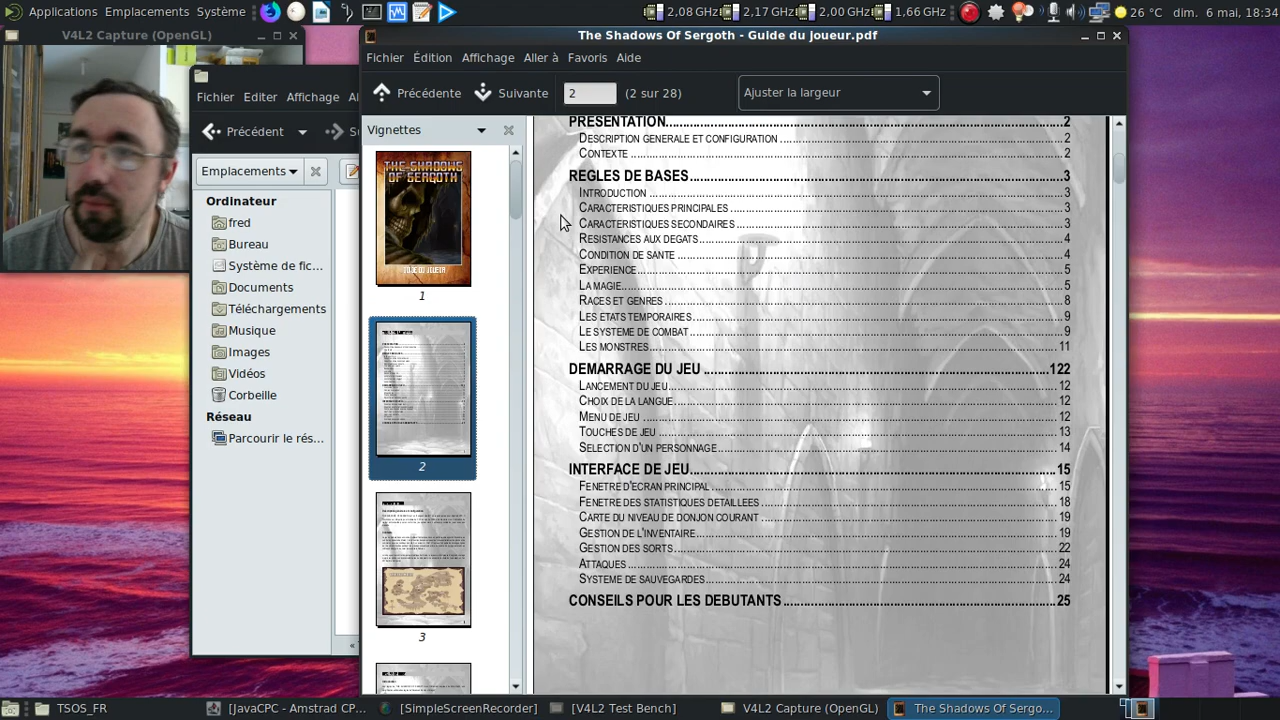 Applications Emplacements Système 2,08 GHz 2,17 GHz 1,66 GHz 26 °C dim. 6 mai, 18:34
V4L2 Capture (OpenGL)
The Shadows Of Sergoth - Guide du joueur.pdf
Fichier Édition Affichage Aller à Favoris Aide
Précédente Suivante 2 (2 sur 28) Ajuster la largeur
Fichier Editer Affichage
Précédent
Emplacements
Ordinateur
fred
Bureau
Système de fic...
Documents
Téléchargements
Musique
Images
Vidéos
Corbeille
Réseau
Parcourir le rés...
Vignettes
THE SHADOWS
OF SERGOTH
1
2
3
PRESENTATION 2
DESCRIPTION GENERALE ET CONFIGURATION 2
CONTEXTE 2
REGLES DE BASES 3
INTRODUCTION 3
CARACTERISTIQUES PRINCIPALES 3
CARACTERISTIQUES SECONDAIRES 3
RESISTANCES AUX DEGATS 4
CONDITION DE SANTE 4
EXPERIENCE 5
LA MAGIE 5
RACES ET GENRES 8
LES ETATS TEMPORAIRES 9
LE SYSTEME DE COMBAT 9
LES MONSTRES 11
DEMARRAGE DU JEU 122
LANCEMENT DU JEU 12
CHOIX DE LA LANGUE 12
MENU DE JEU 12
TOUCHES DE JEU 13
SELECTION D'UN PERSONNAGE 14
INTERFACE DE JEU 15
FENETRE D'ECRAN PRINCIPAL 15
FENETRE DES STATISTIQUES DETAILLEES 18
CARTE DU NIVEAU DE DONJON COURANT 19
GESTION DE L'INVENTAIRE 19
GESTION DES SORTS 22
ATTAQUES 24
SYSTEME DE SAUVEGARDES 24
CONSEILS POUR LES DEBUTANTS 25
TSOS_FR [JavaCPC - Amstrad CP... [SimpleScreenRecorder] [V4L2 Test Bench] V4L2 Capture (OpenGL) The Shadows Of Sergo...